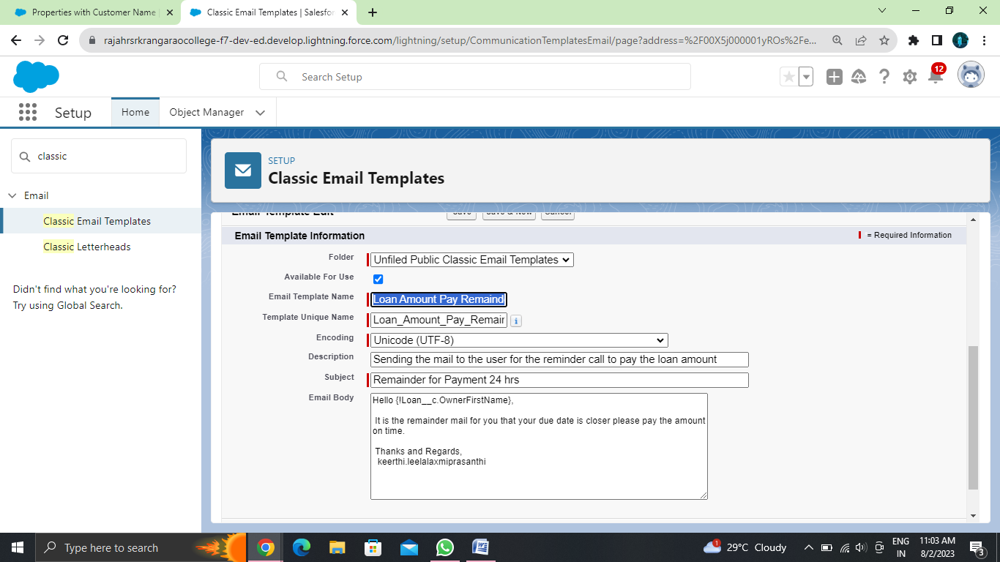 Properties with Customer Name
Classic Email Templates | Salesfor
rajahrsrkrangaraocollege-f7-dev-ed.develop.lightning.force.com/lightning/setup/CommunicationTemplatesEmail/page?address=%2F00X5j000001yROs%2Fe...
Search Setup
12
Setup
Home
Object Manager
classic
Email
Classic Email Templates
Classic Letterheads
Didn't find what you're looking for?
Try using Global Search.
SETUP
Classic Email Templates
Email Template Edit
Save
Save & New
Cancel
Email Template Information
= Required Information
Folder
Unfiled Public Classic Email Templates
Available For Use
Email Template Name
Loan Amount Pay Remaind
Template Unique Name
Loan_Amount_Pay_Remair
i
Encoding
Unicode (UTF-8)
Description
Sending the mail to the user for the reminder call to pay the loan amount
Subject
Remainder for Payment 24 hrs
Email Body
Hello {!Loan__c.OwnerFirstName},
It is the remainder mail for you that your due date is closer please pay the amount
on time.
Thanks and Regards,
keerthi.leelalaxmiprasanthi
Type here to search
1
29°C Cloudy
ENG
IN
11:03 AM
8/2/2023
3